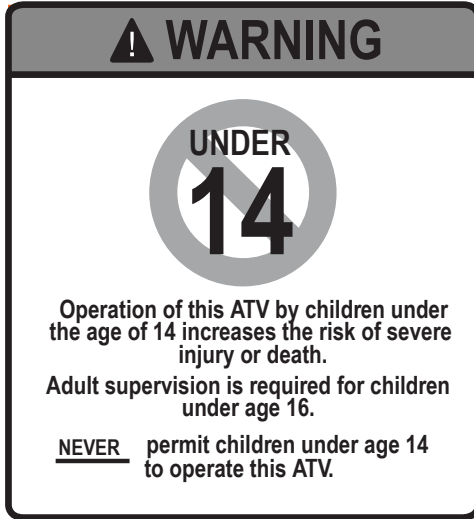 WARNING
UNDER
14
Operation of this ATV by children under
the age of 14 increases the risk of severe
injury or death.
Adult supervision is required for children
under age 16.
NEVER permit children under age 14
to operate this ATV.